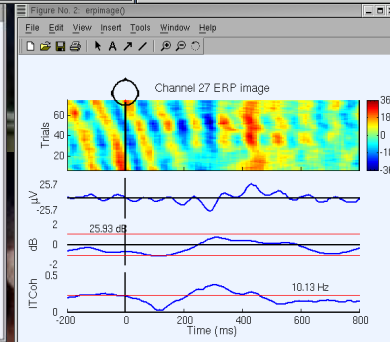 Figure No. 2: erpimage()
File Edit View Insert Tools Window Help
Channel 27 ERP image
Trials
60
40
20
36
18
0
-18
-36
µV
25.7
-25.7
dB
2
1
0
-1
-2
25.93 dB
ITCoh
0.5
0
10.13 Hz
-200 0 200 400 600 800
Time (ms)